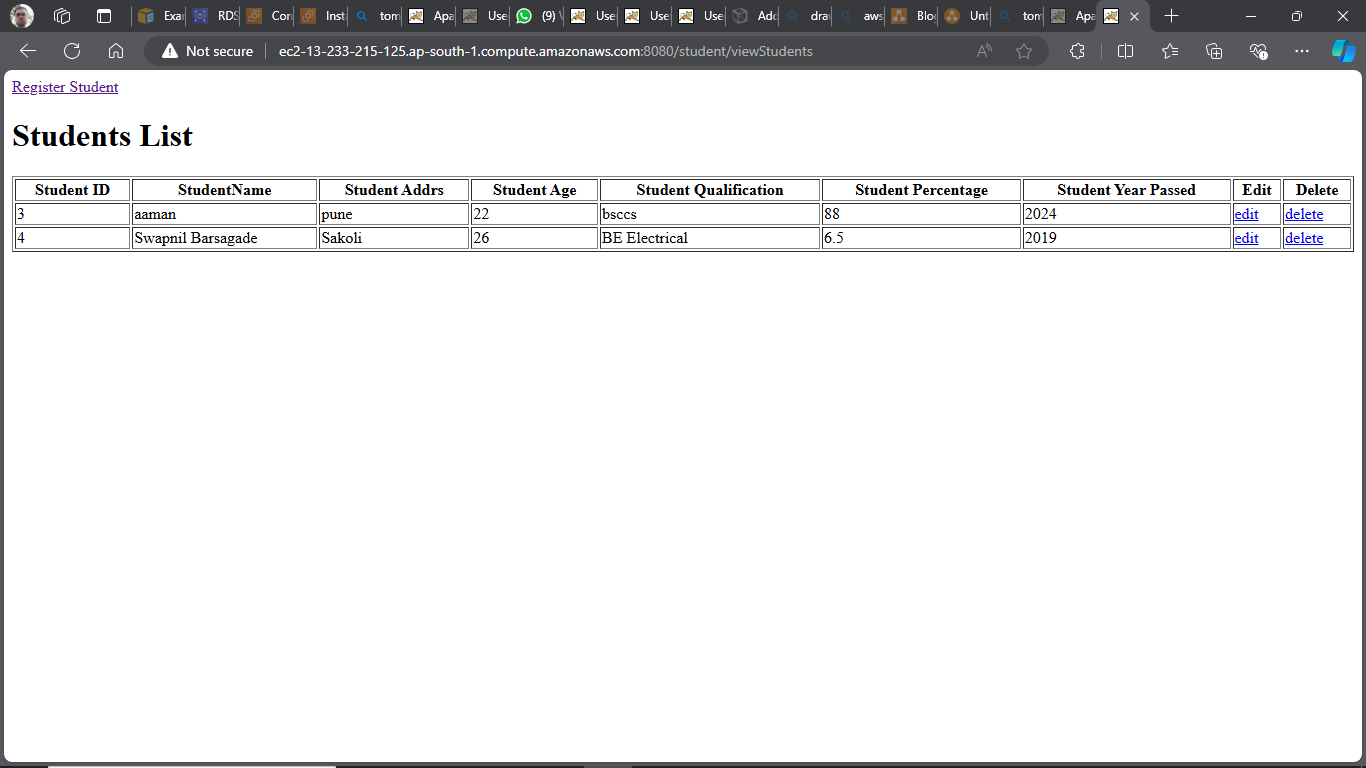 Exa
RDS
Con
Inst
tom
Apa
Use
(9)
Use
Use
Use
Add
drav
aws
Bloc
Unt
tom
Apa
Not secure
ec2-13-233-215-125.ap-south-1.compute.amazonaws.com:8080/student/viewStudents
Register Student
Students List
Student ID StudentName Student Addrs Student Age Student Qualification Student Percentage Student Year Passed Edit Delete
3 aaman pune 22 bsccs 88 2024 edit delete
4 Swapnil Barsagade Sakoli 26 BE Electrical 6.5 2019 edit delete